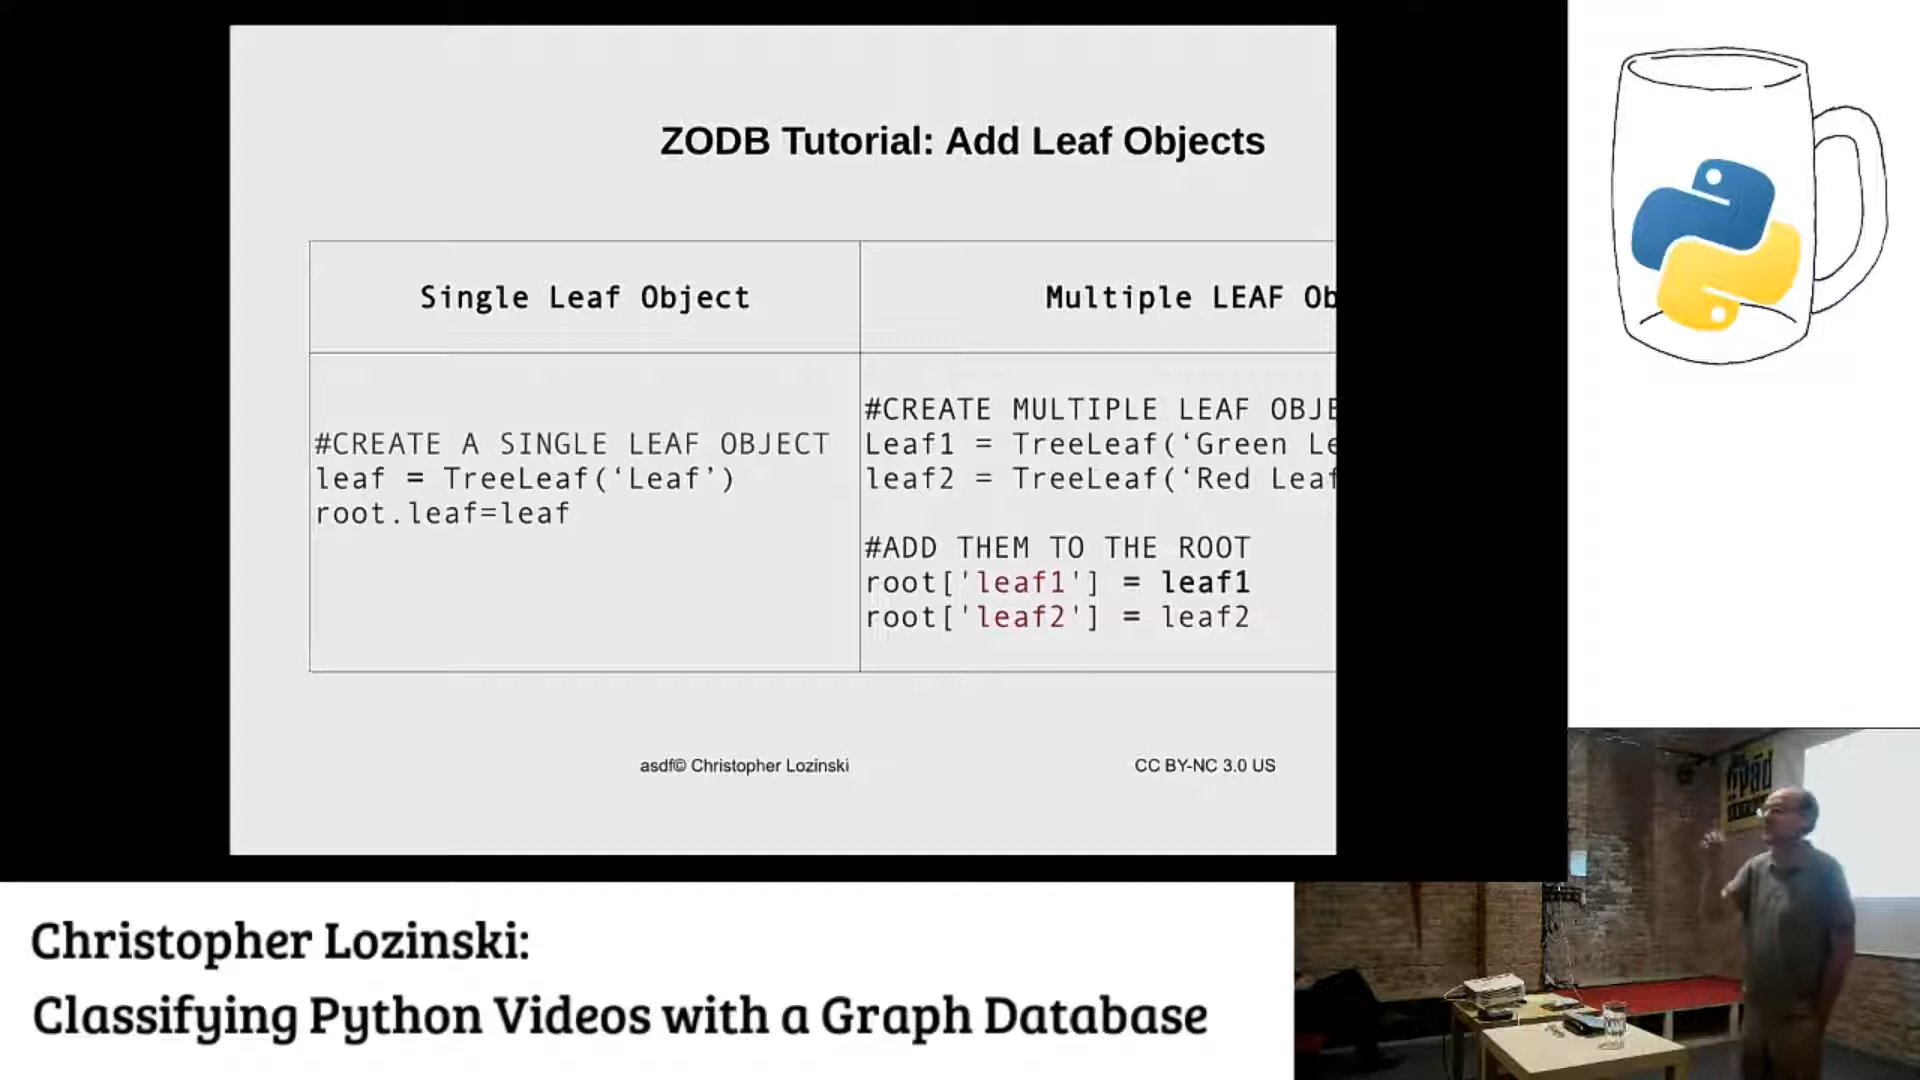 ZODB Tutorial: Add Leaf Objects
Single Leaf Object
#CREATE A SINGLE LEAF OBJECT
leaf = TreeLeaf(‘Leaf’)
root.leaf=leaf
Multiple LEAF Ob
#CREATE MULTIPLE LEAF OBJE
Leaf1 = TreeLeaf(‘Green Le
leaf2 = TreeLeaf(‘Red Leaf
#ADD THEM TO THE ROOT
root['leaf1'] = leaf1
root['leaf2'] = leaf2
asdf© Christopher Lozinski
CC BY-NC 3.0 US
Christopher Lozinski:
Classifying Python Videos with a Graph Database